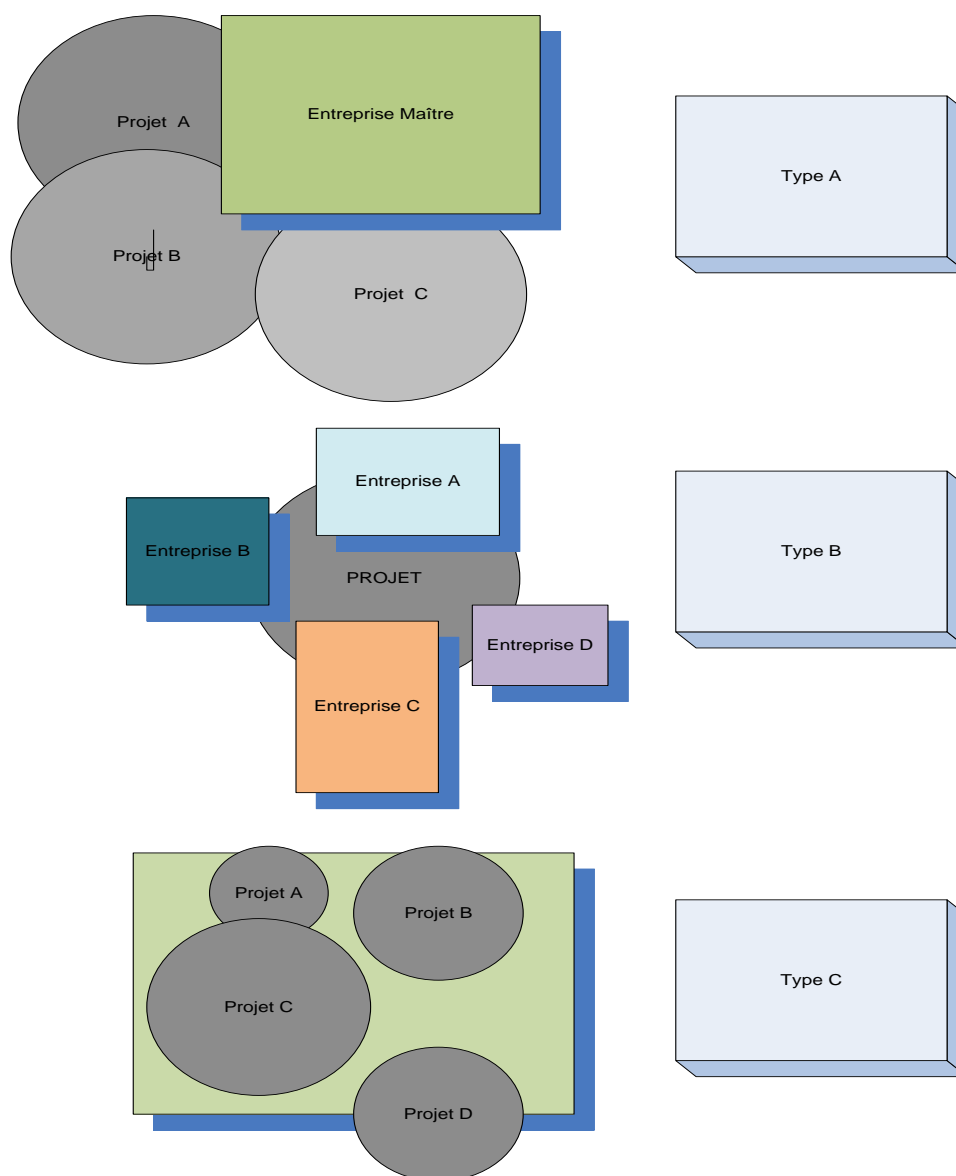 Entreprise Maître
Projet  A
Type A
Projet B
Projet  C
Entreprise A
Entreprise B
Type B
PROJET
Entreprise D
Entreprise C
Projet A
Projet B
Type C
Projet C
Projet D